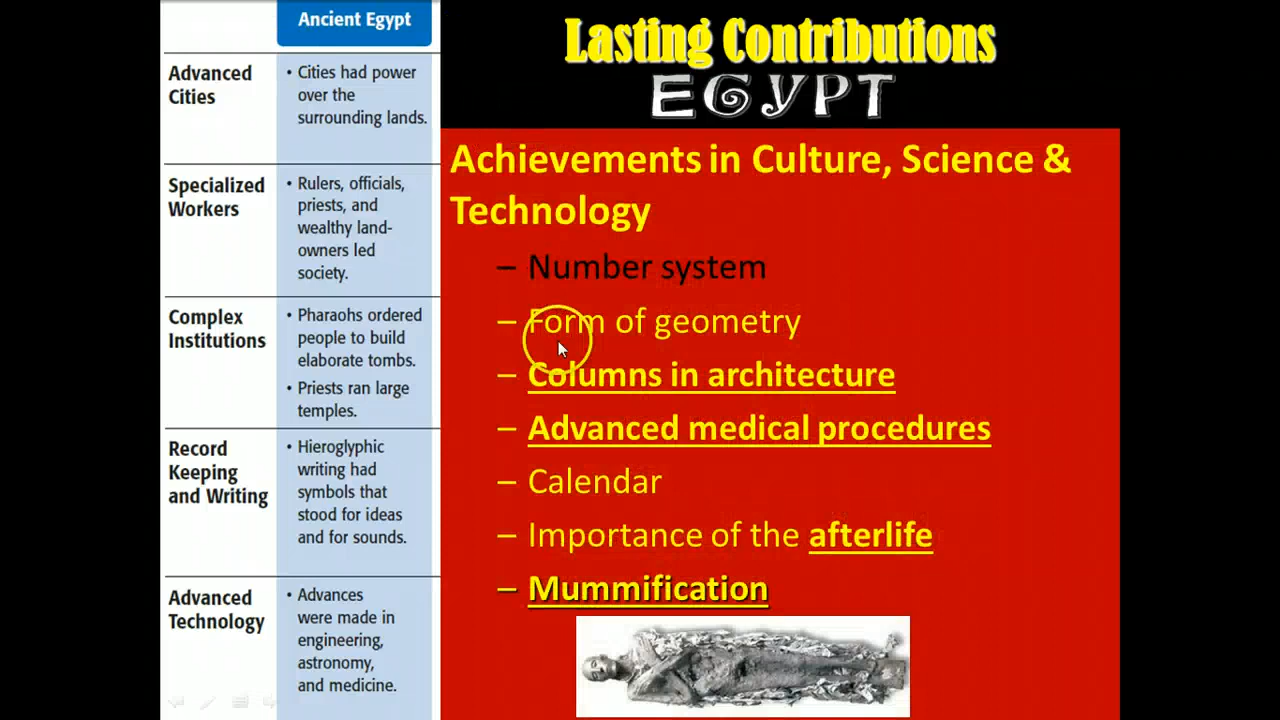 Ancient Egypt
Advanced
Cities
• Cities had power
over the
surrounding lands.
Specialized
Workers
• Rulers, officials,
priests, and
wealthy land-
owners led
society.
Complex
Institutions
• Pharaohs ordered
people to build
elaborate tombs.
• Priests ran large
temples.
Record
Keeping
and Writing
• Hieroglyphic
writing had
symbols that
stood for ideas
and for sounds.
Advanced
Technology
• Advances
were made in
engineering,
astronomy,
and medicine.
Lasting Contributions
EGYPT
Achievements in Culture, Science &
Technology
– Number system
– Form of geometry
– Columns in architecture
– Advanced medical procedures
– Calendar
– Importance of the afterlife
– Mummification